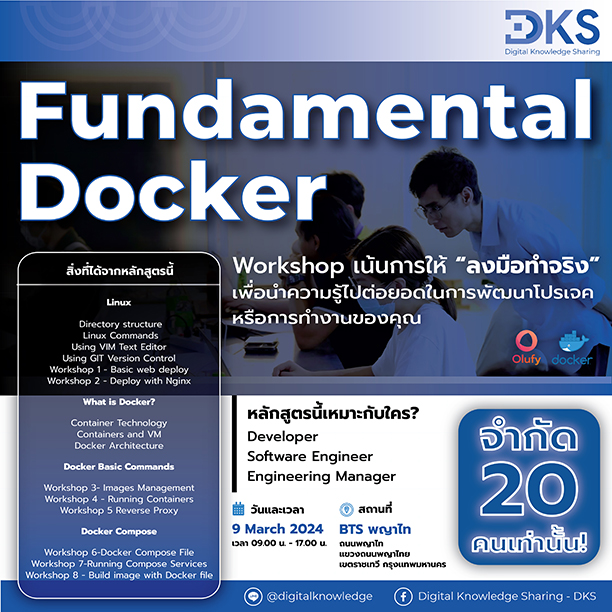 DKS
Digital Knowledge Sharing
Fundamental
Docker
Workshop เน้นการให้ “ลงมือทำจริง”
เพื่อนำความรู้ไปต่อยอดในการพัฒนาโปรเจค
หรือการทำงานของคุณ
Olufy docker
สิ่งที่ได้จากหลักสูตรนี้
Linux
Directory structure
Linux Commands
Using VIM Text Editor
Using GIT Version Control
Workshop 1 - Basic web deploy
Workshop 2 - Deploy with Nginx
What is Docker?
Container Technology
Containers and VM
Docker Architecture
Docker Basic Commands
Workshop 3- Images Management
Workshop 4 - Running Containers
Workshop 5 Reverse Proxy
Docker Compose
Workshop 6-Docker Compose File
Workshop 7-Running Compose Services
Workshop 8 - Build image with Docker file
หลักสูตรนี้เหมาะกับใคร?
Developer
Software Engineer
Engineering Manager
วันและเวลา
9 March 2024
เวลา 09.00 น. - 17.00 น.
สถานที่
BTS พญาไท
ถนนพญาไท
แขวงถนนพญาไทย
เขตราชเทวี กรุงเทพมหานคร
จำกัด
20
คนเท่านั้น!
@digitalknowledge
Digital Knowledge Sharing - DKS